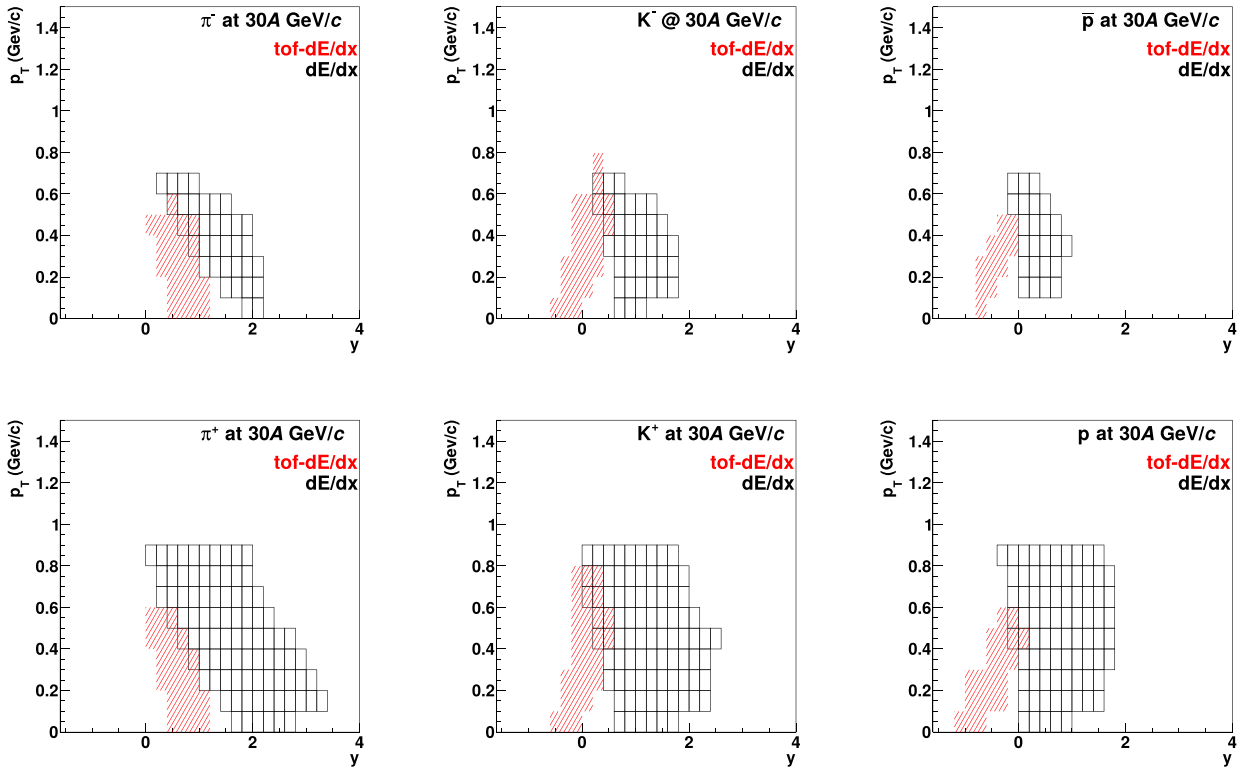 π⁻ at 30A GeV/c
tof-dE/dx
dE/dx
p_T (Gev/c)
1.4
1.2
1
0.8
0.6
0.4
0.2
0
0 2 4
y
K⁻ @ 30A GeV/c
tof-dE/dx
dE/dx
p_T (Gev/c)
1.4
1.2
1
0.8
0.6
0.4
0.2
0
0 2 4
y
p̅ at 30A GeV/c
tof-dE/dx
dE/dx
p_T (Gev/c)
1.4
1.2
1
0.8
0.6
0.4
0.2
0
0 2 4
y
π⁺ at 30A GeV/c
tof-dE/dx
dE/dx
p_T (Gev/c)
1.4
1.2
1
0.8
0.6
0.4
0.2
0
0 2 4
y
K⁺ at 30A GeV/c
tof-dE/dx
dE/dx
p_T (Gev/c)
1.4
1.2
1
0.8
0.6
0.4
0.2
0
0 2 4
y
p at 30A GeV/c
tof-dE/dx
dE/dx
p_T (Gev/c)
1.4
1.2
1
0.8
0.6
0.4
0.2
0
0 2 4
y